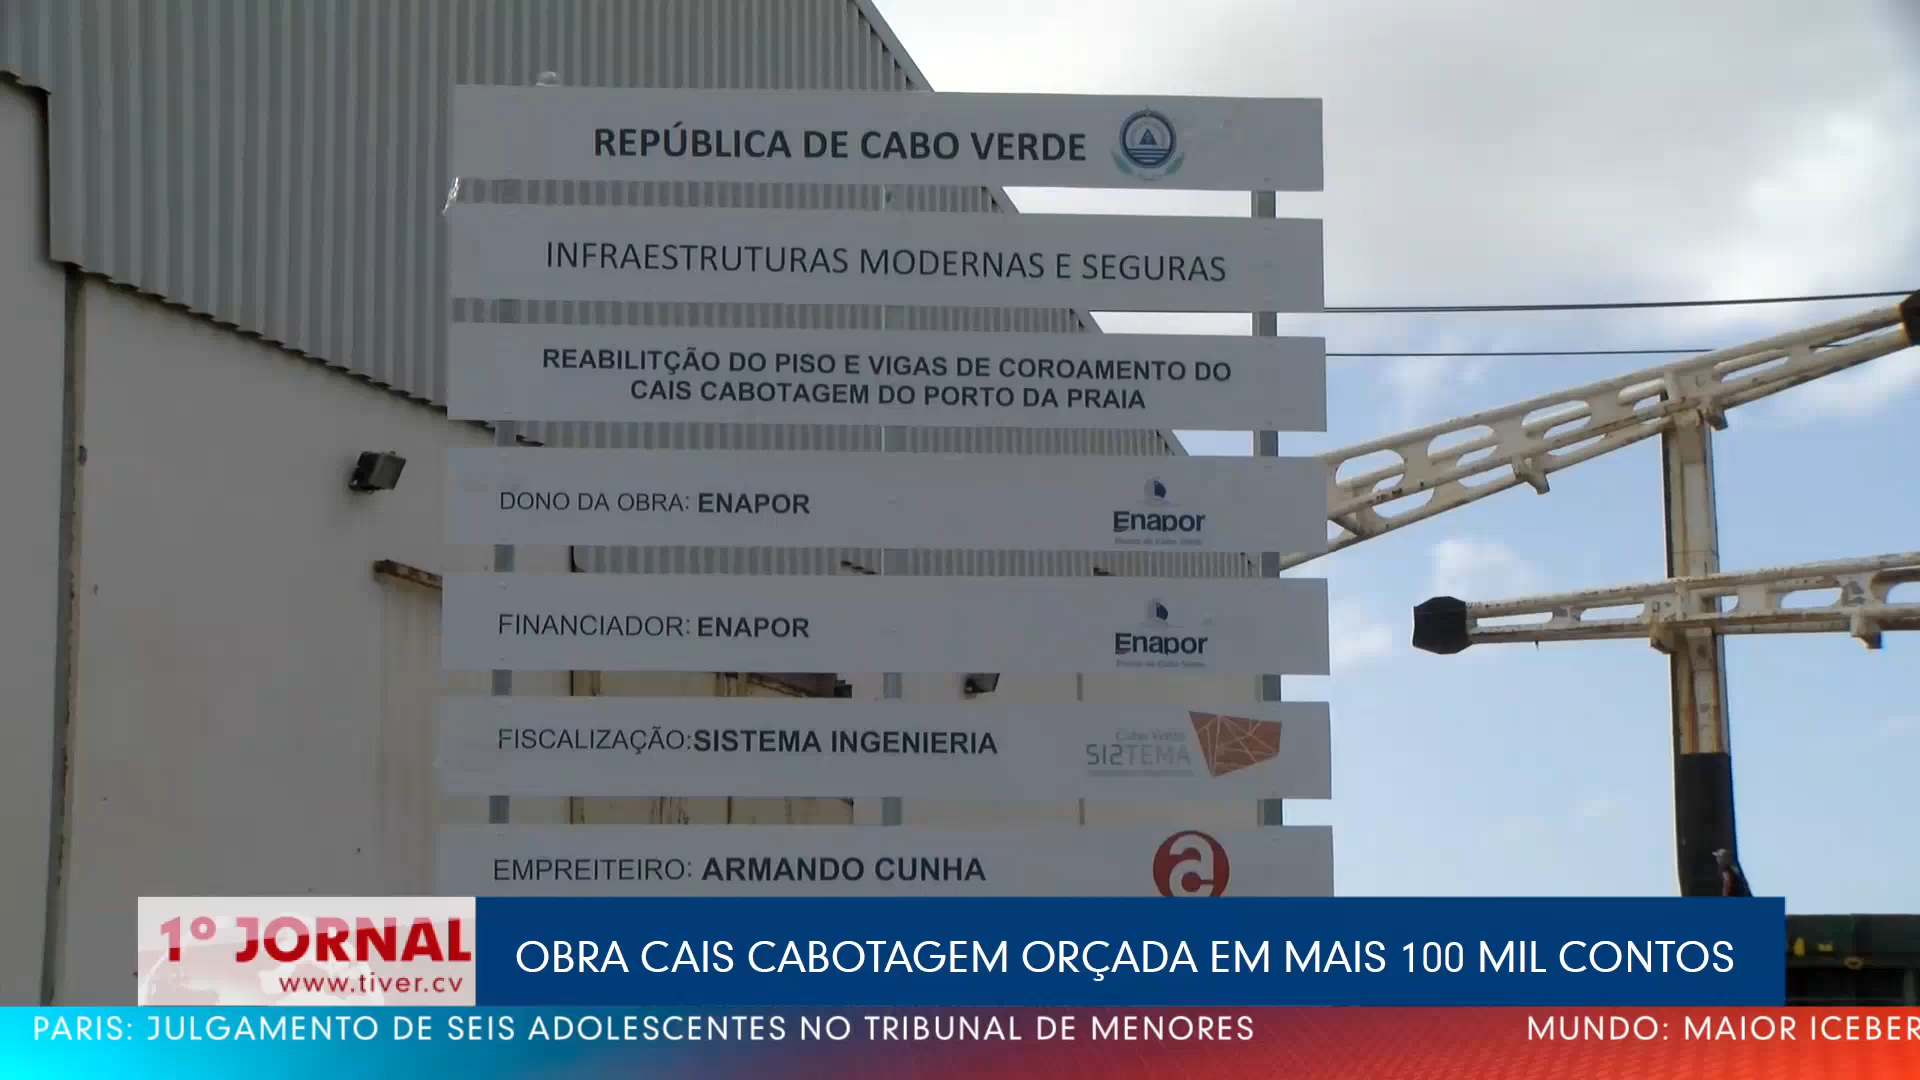 REPÚBLICA DE CABO VERDE
INFRAESTRUTURAS MODERNAS E SEGURAS
REABILITÇÃO DO PISO E VIGAS DE COROAMENTO DO
CAIS CABOTAGEM DO PORTO DA PRAIA
DONO DA OBRA: ENAPOR
Enapor
FINANCIADOR: ENAPOR
Enapor
FISCALIZAÇÃO:SISTEMA INGENIERIA
Cabo Verde
SISTEMA
EMPREITEIRO: ARMANDO CUNHA
1º JORNAL
www.tiver.cv
OBRA CAIS CABOTAGEM ORÇADA EM MAIS 100 MIL CONTOS
PARIS: JULGAMENTO DE SEIS ADOLESCENTES NO TRIBUNAL DE MENORES
MUNDO: MAIOR ICEBER